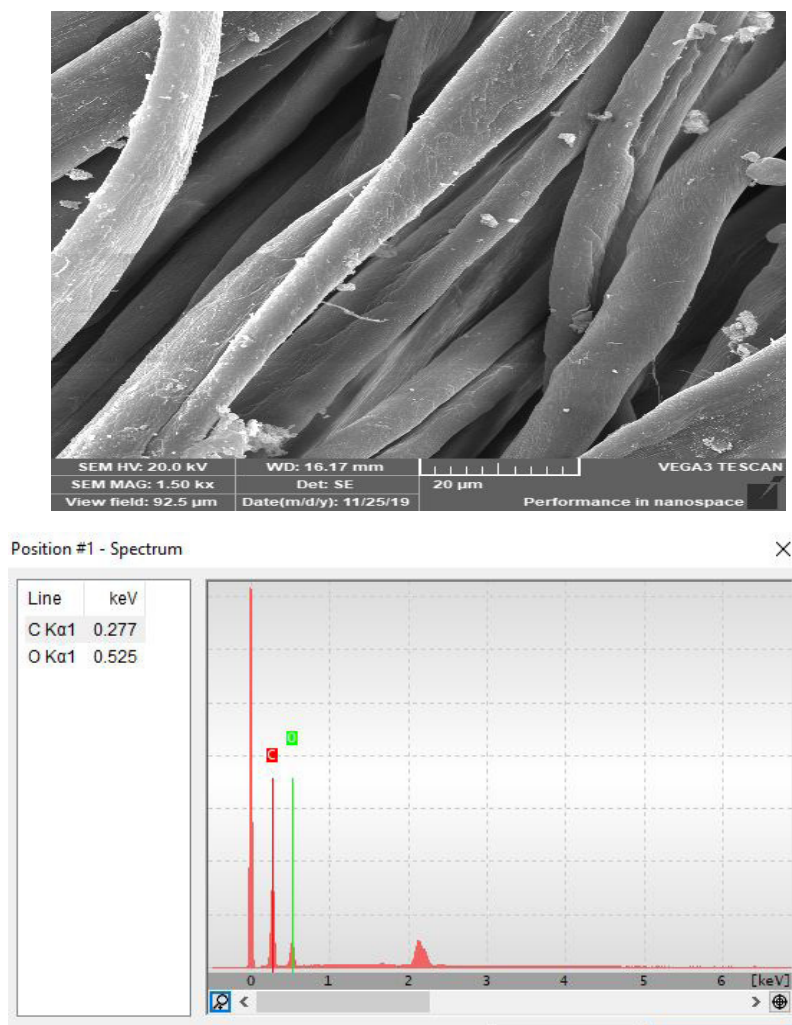 SEM HV: 20.0 kV WD: 16.17 mm VEGA3 TESCAN
SEM MAG: 1.50 kx Det: SE 20 µm
View field: 92.5 µm Date(m/d/y): 11/25/19 Performance in nanospace
Position #1 - Spectrum
Line keV
C Kα1 0.277
O Kα1 0.525
O
C
0 1 2 3 4 5 6 [keV]